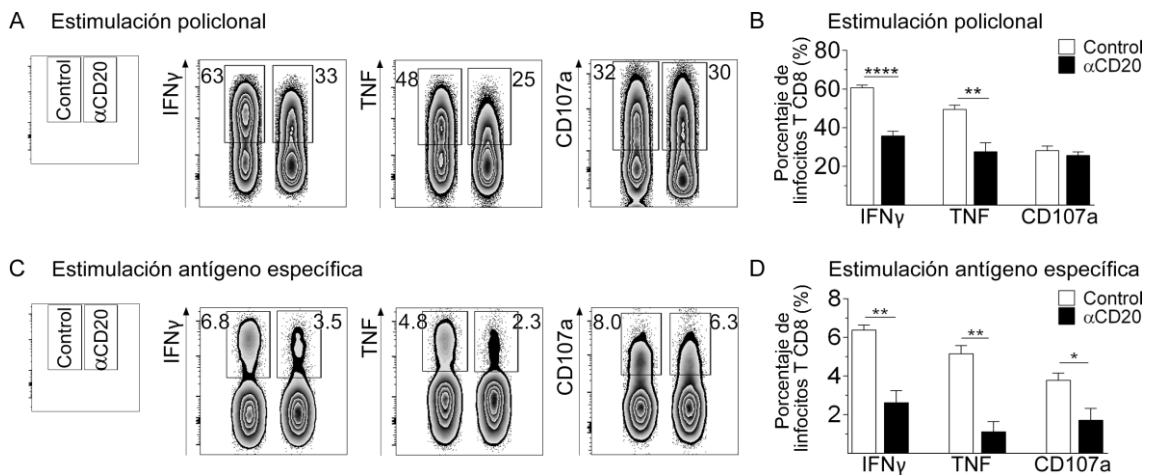 A Estimulación policlonal
Control
αCD20
IFNγ
63
33
TNF
48
25
CD107a
32
30
B Estimulación policlonal
Porcentaje de
linfocitos T CD8 (%)
80
60
40
20
Control
αCD20
****
**
IFNγ TNF CD107a
C Estimulación antígeno específica
Control
αCD20
IFNγ
6.8
3.5
TNF
4.8
2.3
CD107a
8.0
6.3
D Estimulación antígeno específica
Porcentaje de
linfocitos T CD8 (%)
8
6
4
2
Control
αCD20
**
**
*
IFNγ TNF CD107a